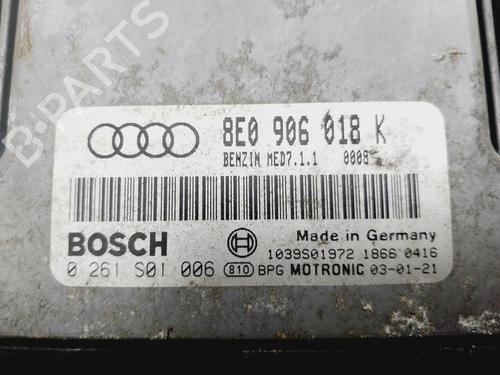 8E0 906 018 K
BENZIN MED7.1.1 0008
BOSCH
Made in Germany
1039S01972 1866 0416
0 261 S01 006 810 BPG MOTRONIC 03-01-21
B-Parts